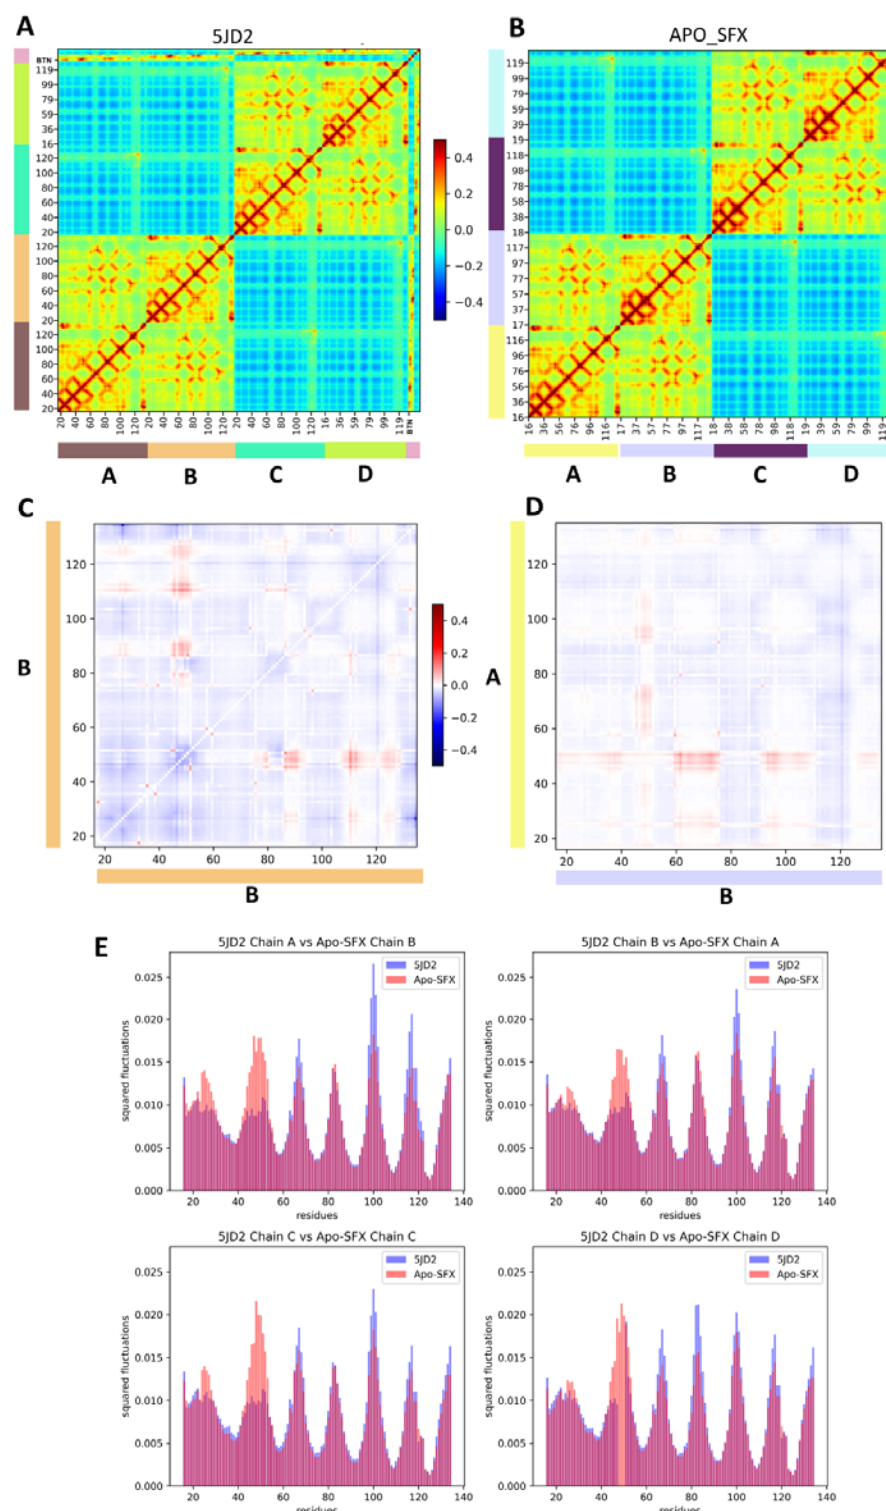 A
5JD2
B
APO_SFX
BTN
119
99
79
59
36
16
120
100
80
60
40
20
120
100
80
60
40
20
120
100
80
60
40
20
0.4
0.2
0.0
−0.2
−0.4
20 40 60 80 100 120 20 40 60 80 100 120 20 40 60 80 100 120 16 36 59 79 99 119 BTN
A B C D
119
99
79
59
39
19
118
98
78
58
38
18
117
97
77
57
37
17
116
96
76
56
36
16
16 36 56 76 96 116 17 37 57 77 97 117 18 38 58 78 98 118 19 39 59 79 99 119
A B C D
C
120
100
80
60
40
20
B
20 40 60 80 100 120
B
0.4
0.2
0.0
−0.2
−0.4
D
120
100
80
60
40
20
A
20 40 60 80 100 120
B
E
5JD2 Chain A vs Apo-SFX Chain B
5JD2
Apo-SFX
squared fluctuations
0.025
0.020
0.015
0.010
0.005
0.000
20 40 60 80 100 120 140
residues
5JD2 Chain B vs Apo-SFX Chain A
5JD2
Apo-SFX
squared fluctuations
0.025
0.020
0.015
0.010
0.005
0.000
20 40 60 80 100 120 140
residues
5JD2 Chain C vs Apo-SFX Chain C
5JD2
Apo-SFX
squared fluctuations
0.025
0.020
0.015
0.010
0.005
0.000
20 40 60 80 100 120 140
residues
5JD2 Chain D vs Apo-SFX Chain D
5JD2
Apo-SFX
squared fluctuations
0.025
0.020
0.015
0.010
0.005
0.000
20 40 60 80 100 120 140
residues